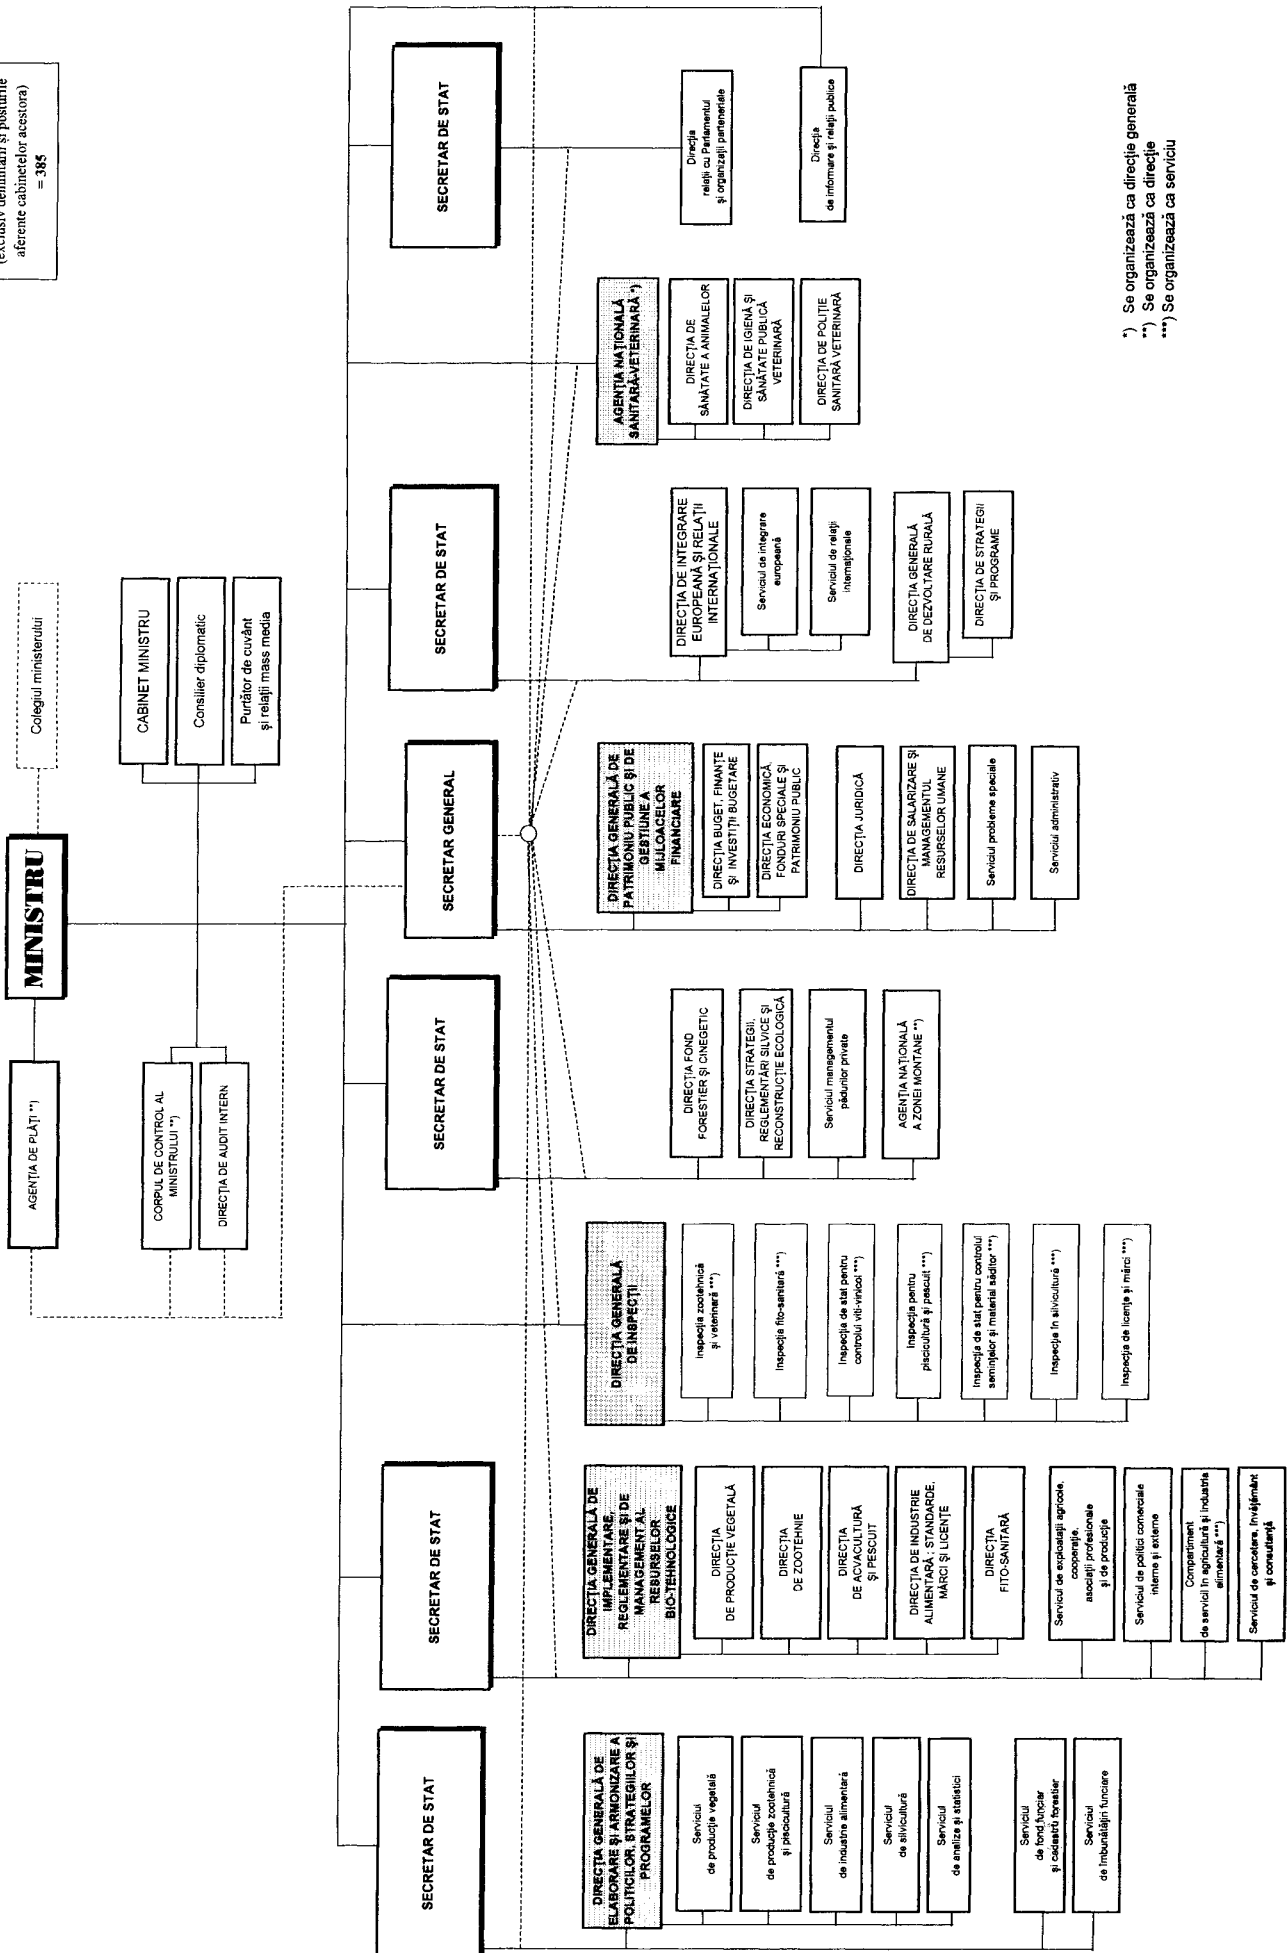 (exclusiv demnitarii și posturile
aferente cabinetelor acestora)
= 385
MINISTRU
Colegiul ministerului
AGENȚIA DE PLĂȚI **)
CABINET MINISTRU
Consilier diplomatic
Purtător de cuvânt
și relații mass media
CORPUL DE CONTROL AL
MINISTRULUI **)
DIRECȚIA DE AUDIT INTERN
SECRETAR DE STAT
DIRECȚIA GENERALĂ DE
ELABORARE ȘI ARMONIZARE A
POLITICILOR, STRATEGIILOR ȘI
PROGRAMELOR
Serviciul
de producție vegetală
Serviciul
de producție zootehnică
și piscicultură
Serviciul
de industrie alimentară
Serviciul
de silvicultură
Serviciul
de analize și statistici
Serviciul
de fond funciar
și cadastru forestier
Serviciul
de îmbunătățiri funciare
SECRETAR DE STAT
DIRECȚIA GENERALĂ DE
IMPLEMENTARE,
REGLEMENTARE ȘI DE
MANAGEMENT AL
RESURSELOR
BIO-TEHNOLOGICE
DIRECȚIA
DE PRODUCȚIE VEGETALĂ
DIRECȚIA
DE ZOOTEHNIE
DIRECȚIA
DE ACVACULTURĂ
ȘI PESCUIT
DIRECȚIA DE INDUSTRIE
ALIMENTARĂ ; STANDARDE,
MĂRCI ȘI LICENȚE
DIRECȚIA
FITO-SANITARĂ
Serviciul de exploatații agricole,
cooperație,
asociații profesionale
și de producție
Serviciul de politici comerciale
interne și externe
Compartiment
de servicii în agricultură și industria
alimentară ***)
Serviciul de cercetare, învățământ
și consultanță
DIRECȚIA GENERALĂ
DE INSPECȚII
Inspecția zootehnică
și veterinară ***)
Inspecția fito-sanitară ***)
Inspecția de stat pentru
controlul viti-vinicol ***)
Inspecția pentru
piscicultură și pescuit ***)
Inspecția de stat pentru controlul
semințelor și material săditor ***)
Inspecția în silvicultură ***)
Inspecția de licențe și mărci ***)
SECRETAR DE STAT
DIRECȚIA FOND
FORESTIER ȘI CINEGETIC
DIRECȚIA STRATEGII,
REGLEMENTĂRI SILVICE ȘI
RECONSTRUCȚIE ECOLOGICĂ
Serviciul managementul
pădurilor private
AGENȚIA NAȚIONALĂ
A ZONEI MONTANE **)
SECRETAR GENERAL
DIRECȚIA GENERALĂ DE
PATRIMONIU PUBLIC ȘI DE
GESTIUNE A
MIJLOACELOR
FINANCIARE
DIRECȚIA BUGET, FINANȚE
ȘI INVESTIȚII BUGETARE
DIRECȚIA ECONOMICĂ,
FONDURI SPECIALE ȘI
PATRIMONIU PUBLIC
DIRECȚIA JURIDICĂ
DIRECȚIA DE SALARIZARE ȘI
MANAGEMENTUL
RESURSELOR UMANE
Serviciul probleme speciale
Serviciul administrativ
SECRETAR DE STAT
DIRECȚIA DE INTEGRARE
EUROPEANĂ ȘI RELAȚII
INTERNAȚIONALE
Serviciul de integrare
europeană
Serviciul de relații
internaționale
DIRECȚIA GENERALĂ
DE DEZVOLTARE RURALĂ
DIRECȚIA DE STRATEGII
ȘI PROGRAME
AGENȚIA NAȚIONALĂ
SANITARĂ-VETERINARĂ *)
DIRECȚIA DE
SĂNĂTATE A ANIMALELOR
DIRECȚIA DE IGIENĂ ȘI
SĂNĂTATE PUBLICĂ
VETERINARĂ
DIRECȚIA DE POLIȚIE
SANITARĂ VETERINARĂ
SECRETAR DE STAT
Direcția
relații cu Parlamentul
și organizații parteneriale
Direcția
de informare și relații publice
*) Se organizează ca direcție generală
**) Se organizează ca direcție
***) Se organizează ca serviciu